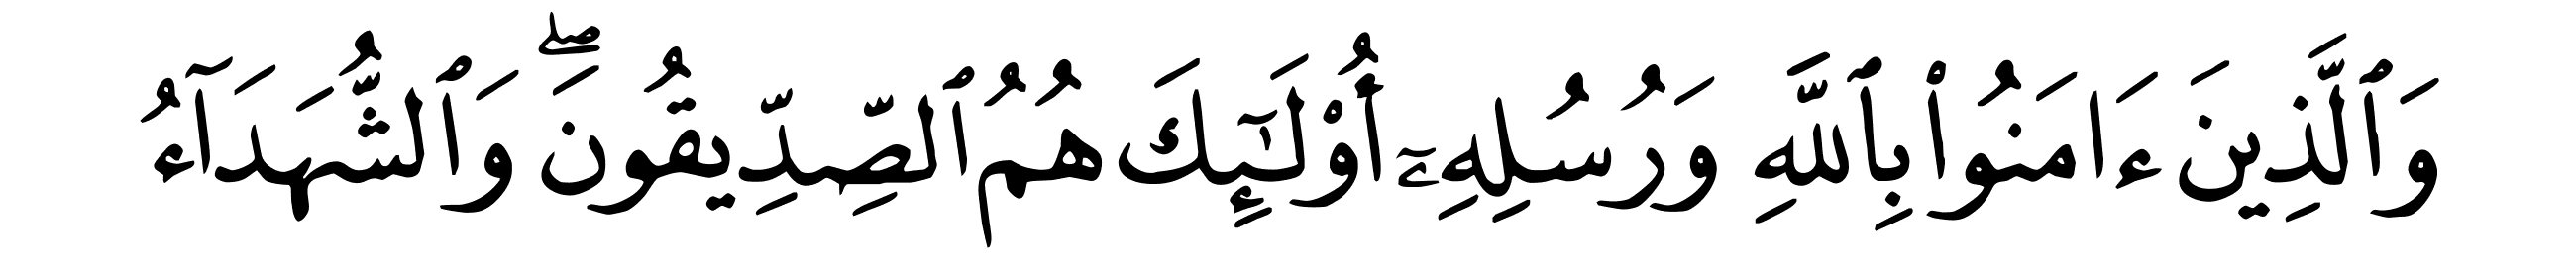 وَٱلَّذِينَ ءَامَنُوا۟ بِٱللَّهِ وَرُسُلِهِۦٓ أُو۟لَـٰٓئِكَ هُمُ ٱلصِّدِّيقُونَ ۖ وَٱلشُّهَدَآءُ